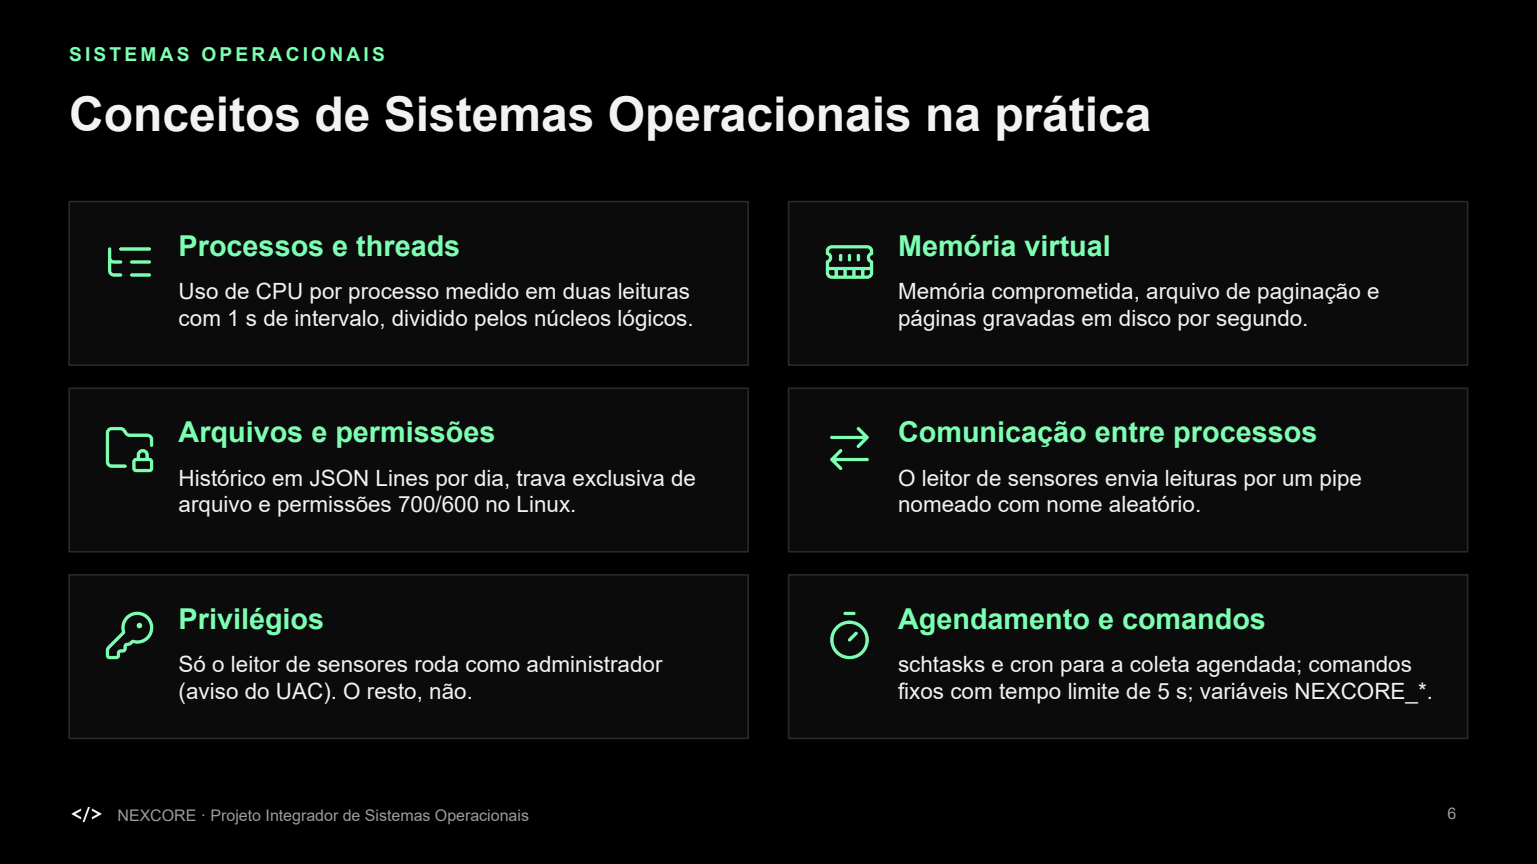 SISTEMAS OPERACIONAIS
Conceitos de Sistemas Operacionais na prática
Processos e threads
Uso de CPU por processo medido em duas leituras
com 1 s de intervalo, dividido pelos núcleos lógicos.
Memória virtual
Memória comprometida, arquivo de paginação e
páginas gravadas em disco por segundo.
Arquivos e permissões
Histórico em JSON Lines por dia, trava exclusiva de
arquivo e permissões 700/600 no Linux.
Comunicação entre processos
O leitor de sensores envia leituras por um pipe
nomeado com nome aleatório.
Privilégios
Só o leitor de sensores roda como administrador
(aviso do UAC). O resto, não.
Agendamento e comandos
schtasks e cron para a coleta agendada; comandos
fixos com tempo limite de 5 s; variáveis NEXCORE_*.
</> NEXCORE · Projeto Integrador de Sistemas Operacionais
6